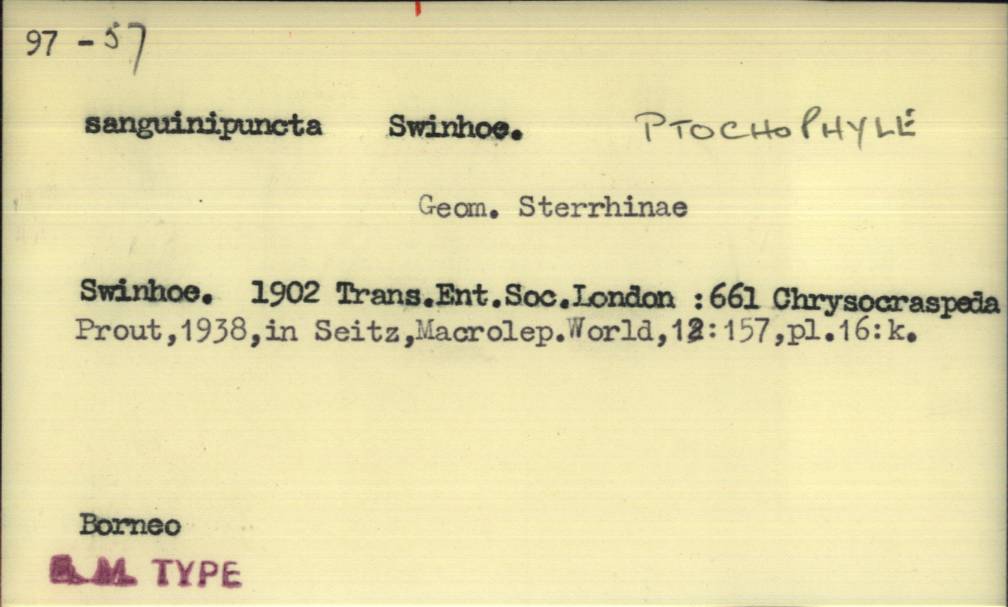 97 - 57
sanguinipuncta Swinhoe. PTOCHOPHYLE
Geom. Sterrhinae
Swinhoe. 1902 Trans.Ent.Soc.London :661 Chrysocraspeda
Prout,1938,in Seitz,Macrolep.World,12:157,pl.16:k.
Borneo
B.M. TYPE